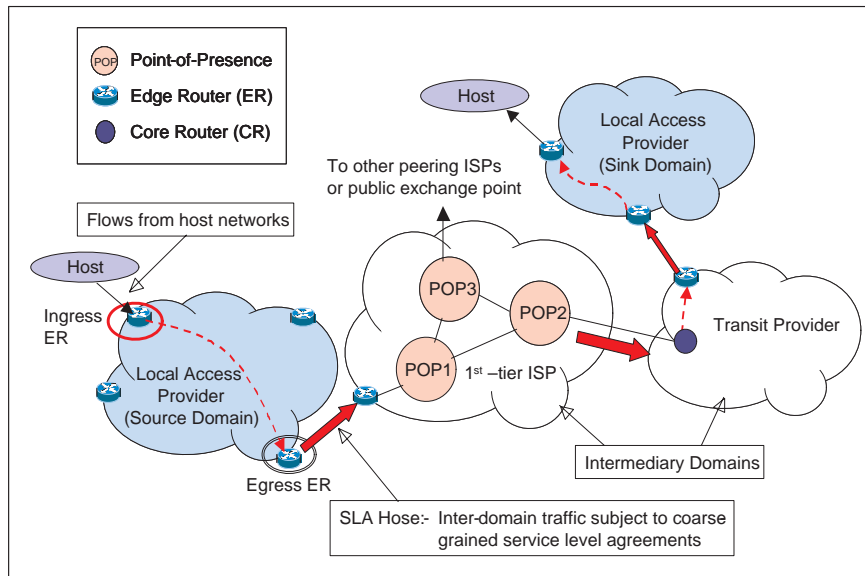 POP Point-of-Presence
Edge Router (ER)
Core Router (CR)
Host
Local Access
Provider
(Sink Domain)
To other peering ISPs
or public exchange point
Flows from host networks
Host
Ingress
ER
POP3
POP2
POP1
1st –tier ISP
Transit Provider
Local Access
Provider
(Source Domain)
Egress ER
Intermediary Domains
SLA Hose:- Inter-domain traffic subject to coarse
grained service level agreements